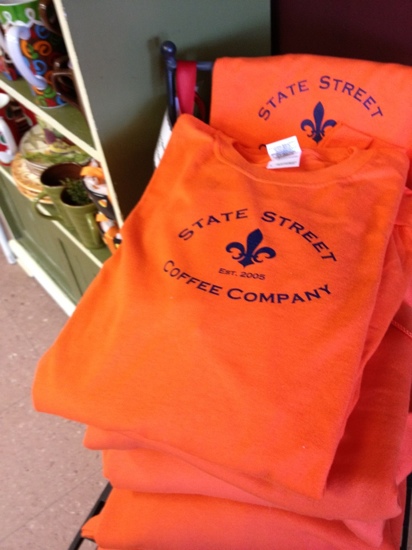 STATE STREET
STATE STREET
EST. 2005
COFFEE COMPANY